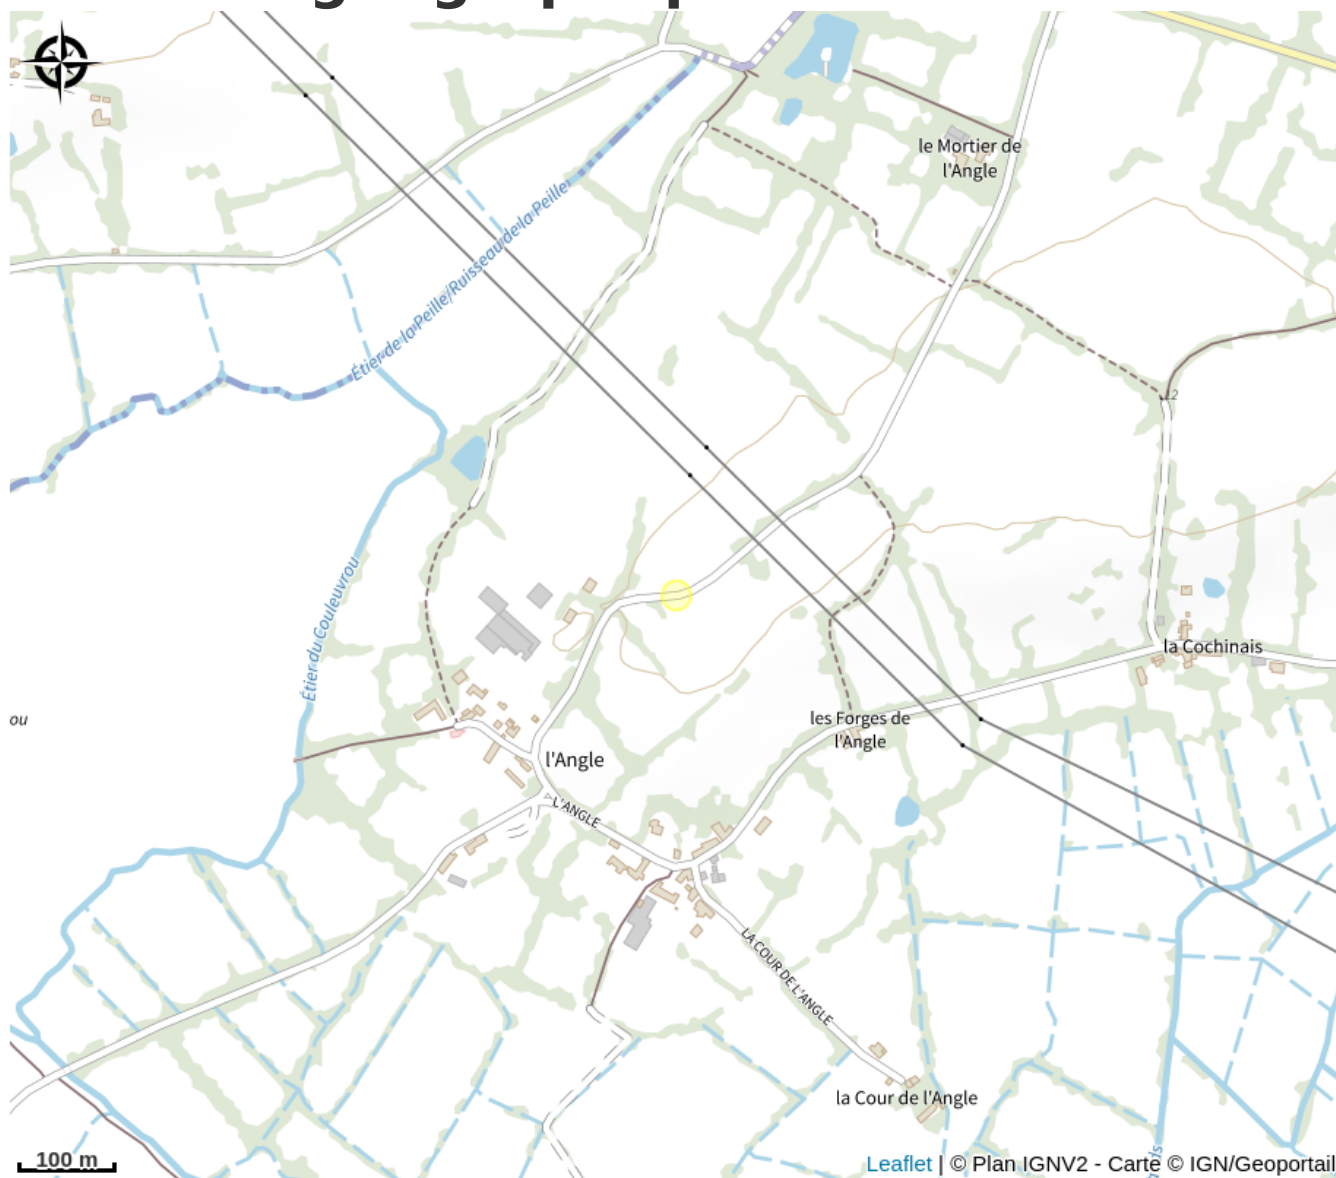 le Mortier de
l'Angle
Étier de la Peille/Ruisseau de la Peille
12
Étier du Couleuvrou
la Cochinais
ou
les Forges de
l'Angle
l'Angle
L'ANGLE
LA COUR DE L'ANGLE
la Cour de l'Angle
100 m
Leaflet | © Plan IGNV2 - Carte © IGN/Geoportail